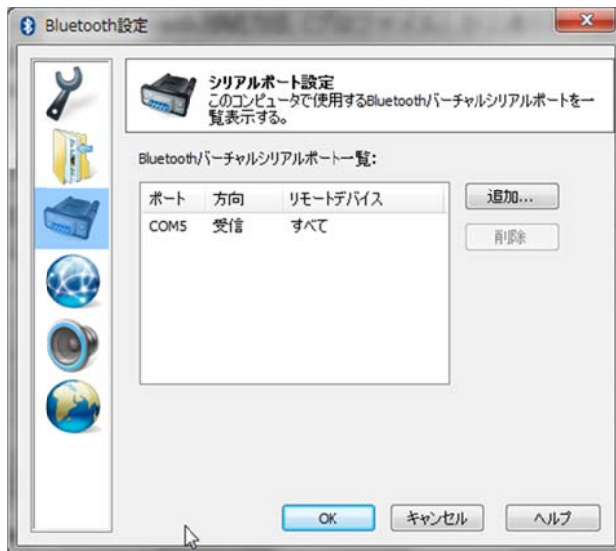 Bluetooth設定
シリアルポート設定
このコンピュータで使用するBluetoothバーチャルシリアルポートを一
覧表示する。
Bluetoothバーチャルシリアルポート一覧:
ポート 方向 リモートデバイス
COM5 受信 すべて
追加...
削除
OK キャンセル ヘルプ